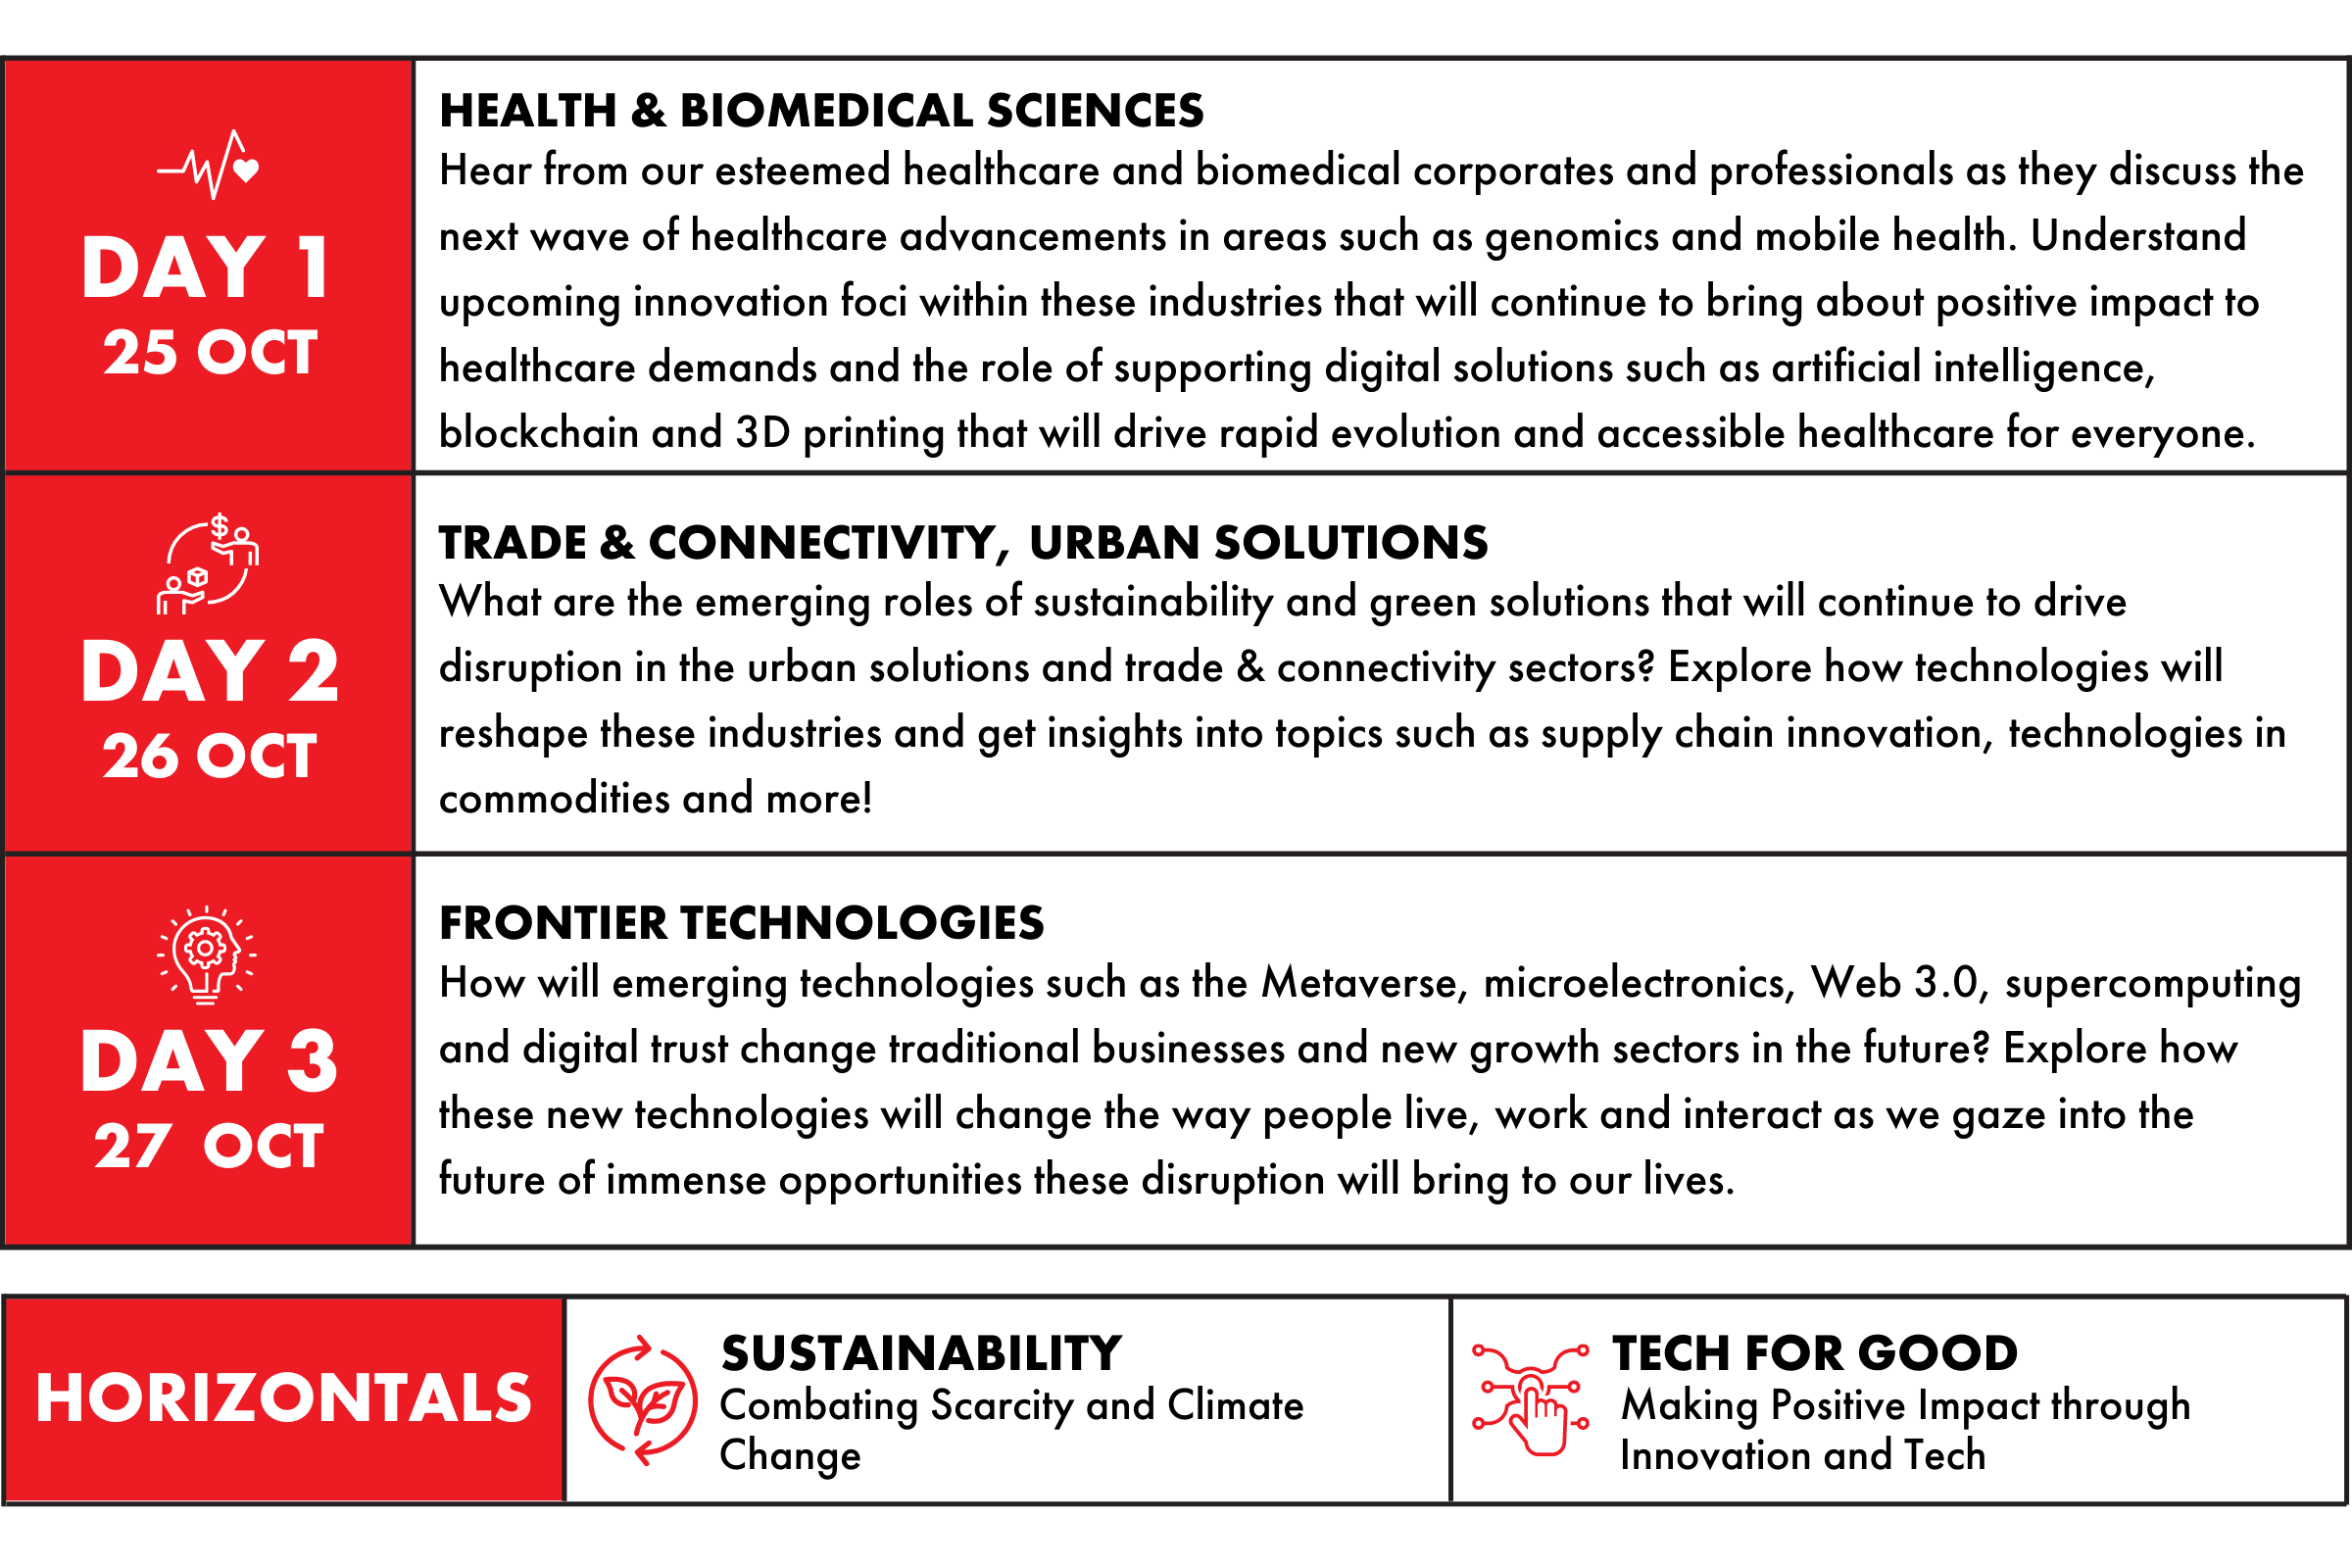 DAY 1
25 OCT
HEALTH & BIOMEDICAL SCIENCES
Hear from our esteemed healthcare and biomedical corporates and professionals as they discuss the
next wave of healthcare advancements in areas such as genomics and mobile health. Understand
upcoming innovation foci within these industries that will continue to bring about positive impact to
healthcare demands and the role of supporting digital solutions such as artificial intelligence,
blockchain and 3D printing that will drive rapid evolution and accessible healthcare for everyone.
$
DAY 2
26 OCT
TRADE & CONNECTIVITY, URBAN SOLUTIONS
What are the emerging roles of sustainability and green solutions that will continue to drive
disruption in the urban solutions and trade & connectivity sectors? Explore how technologies will
reshape these industries and get insights into topics such as supply chain innovation, technologies in
commodities and more!
DAY 3
27 OCT
FRONTIER TECHNOLOGIES
How will emerging technologies such as the Metaverse, microelectronics, Web 3.0, supercomputing
and digital trust change traditional businesses and new growth sectors in the future? Explore how
these new technologies will change the way people live, work and interact as we gaze into the
future of immense opportunities these disruption will bring to our lives.
HORIZONTALS
SUSTAINABILITY
Combating Scarcity and Climate
Change
TECH FOR GOOD
Making Positive Impact through
Innovation and Tech